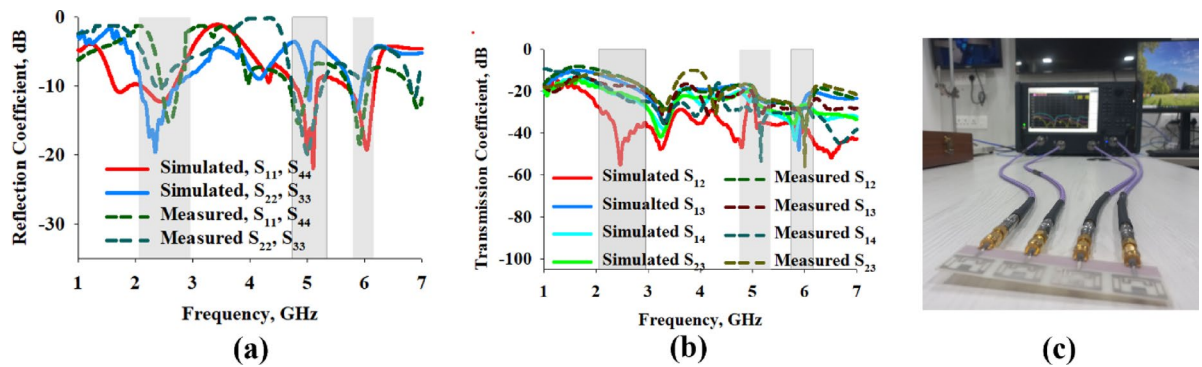 0
-10
-20
-30
Reflection Coefficient, dB
Simulated, S11, S44
Simulated, S22, S33
Measured, S11, S44
Measured S22, S33
1 2 3 4 5 6 7
Frequency, GHz
(a)
0
-20
-40
-60
-80
-100
Transmission Coefficient, dB
Simulated S12
Simualted S13
Simulated S14
Simulated S23
Measured S12
Measured S13
Measured S14
Measured S23
1 2 3 4 5 6 7
Frequency, GHz
(b)
(c)